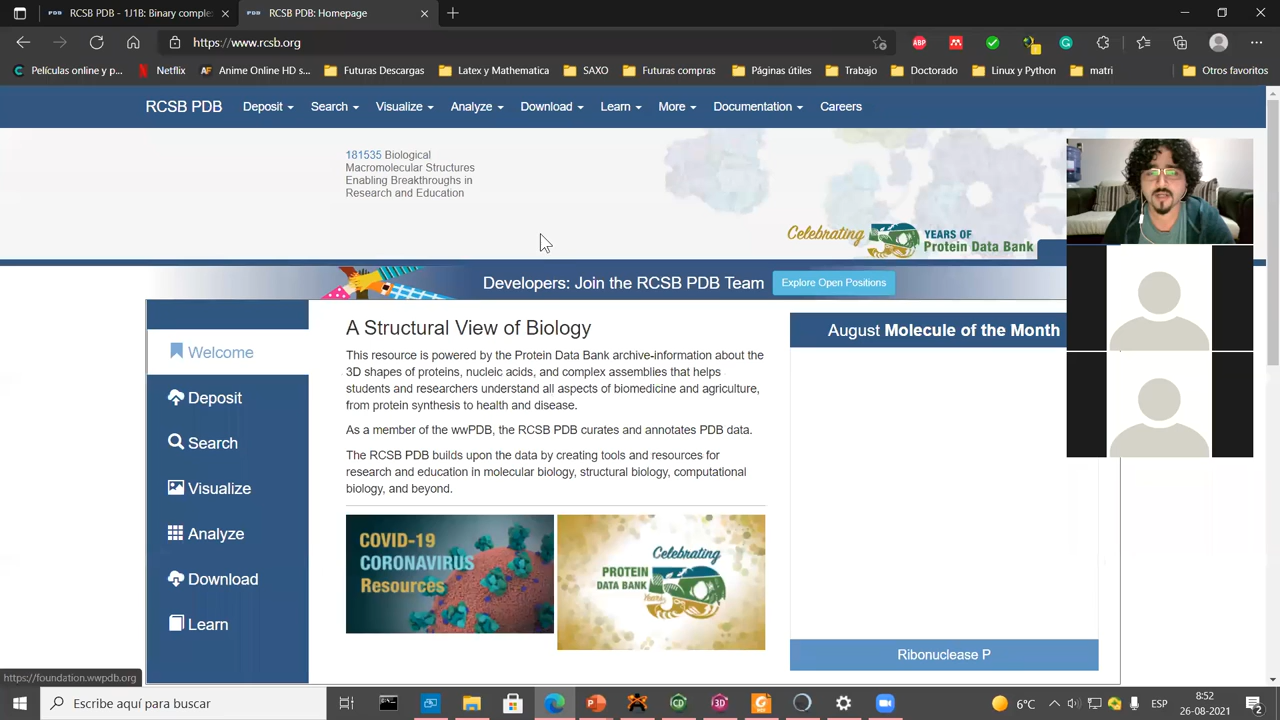 RCSB PDB - 1J1B: Binary comple
RCSB PDB: Homepage
https://www.rcsb.org
Películas online y p...
Netflix
Anime Online HD s...
Futuras Descargas
Latex y Mathematica
SAXO
Futuras compras
Páginas útiles
Trabajo
Doctorado
Linux y Python
matri
Otros favoritos
RCSB PDB
Deposit
Search
Visualize
Analyze
Download
Learn
More
Documentation
Careers
181535 Biological
Macromolecular Structures
Enabling Breakthroughs in
Research and Education
Celebrating
YEARS OF
Protein Data Bank
Developers: Join the RCSB PDB Team
Explore Open Positions
Welcome
Deposit
Search
Visualize
Analyze
Download
Learn
A Structural View of Biology
This resource is powered by the Protein Data Bank archive-information about the
3D shapes of proteins, nucleic acids, and complex assemblies that helps
students and researchers understand all aspects of biomedicine and agriculture,
from protein synthesis to health and disease.
As a member of the wwPDB, the RCSB PDB curates and annotates PDB data.
The RCSB PDB builds upon the data by creating tools and resources for
research and education in molecular biology, structural biology, computational
biology, and beyond.
COVID-19
CORONAVIRUS
Resources
Celebrating
PROTEIN
DATA BANK
Years
August Molecule of the Month
Ribonuclease P
https://foundation.wwpdb.org
Escribe aquí para buscar
6°C
ESP
8:52
26-08-2021
2